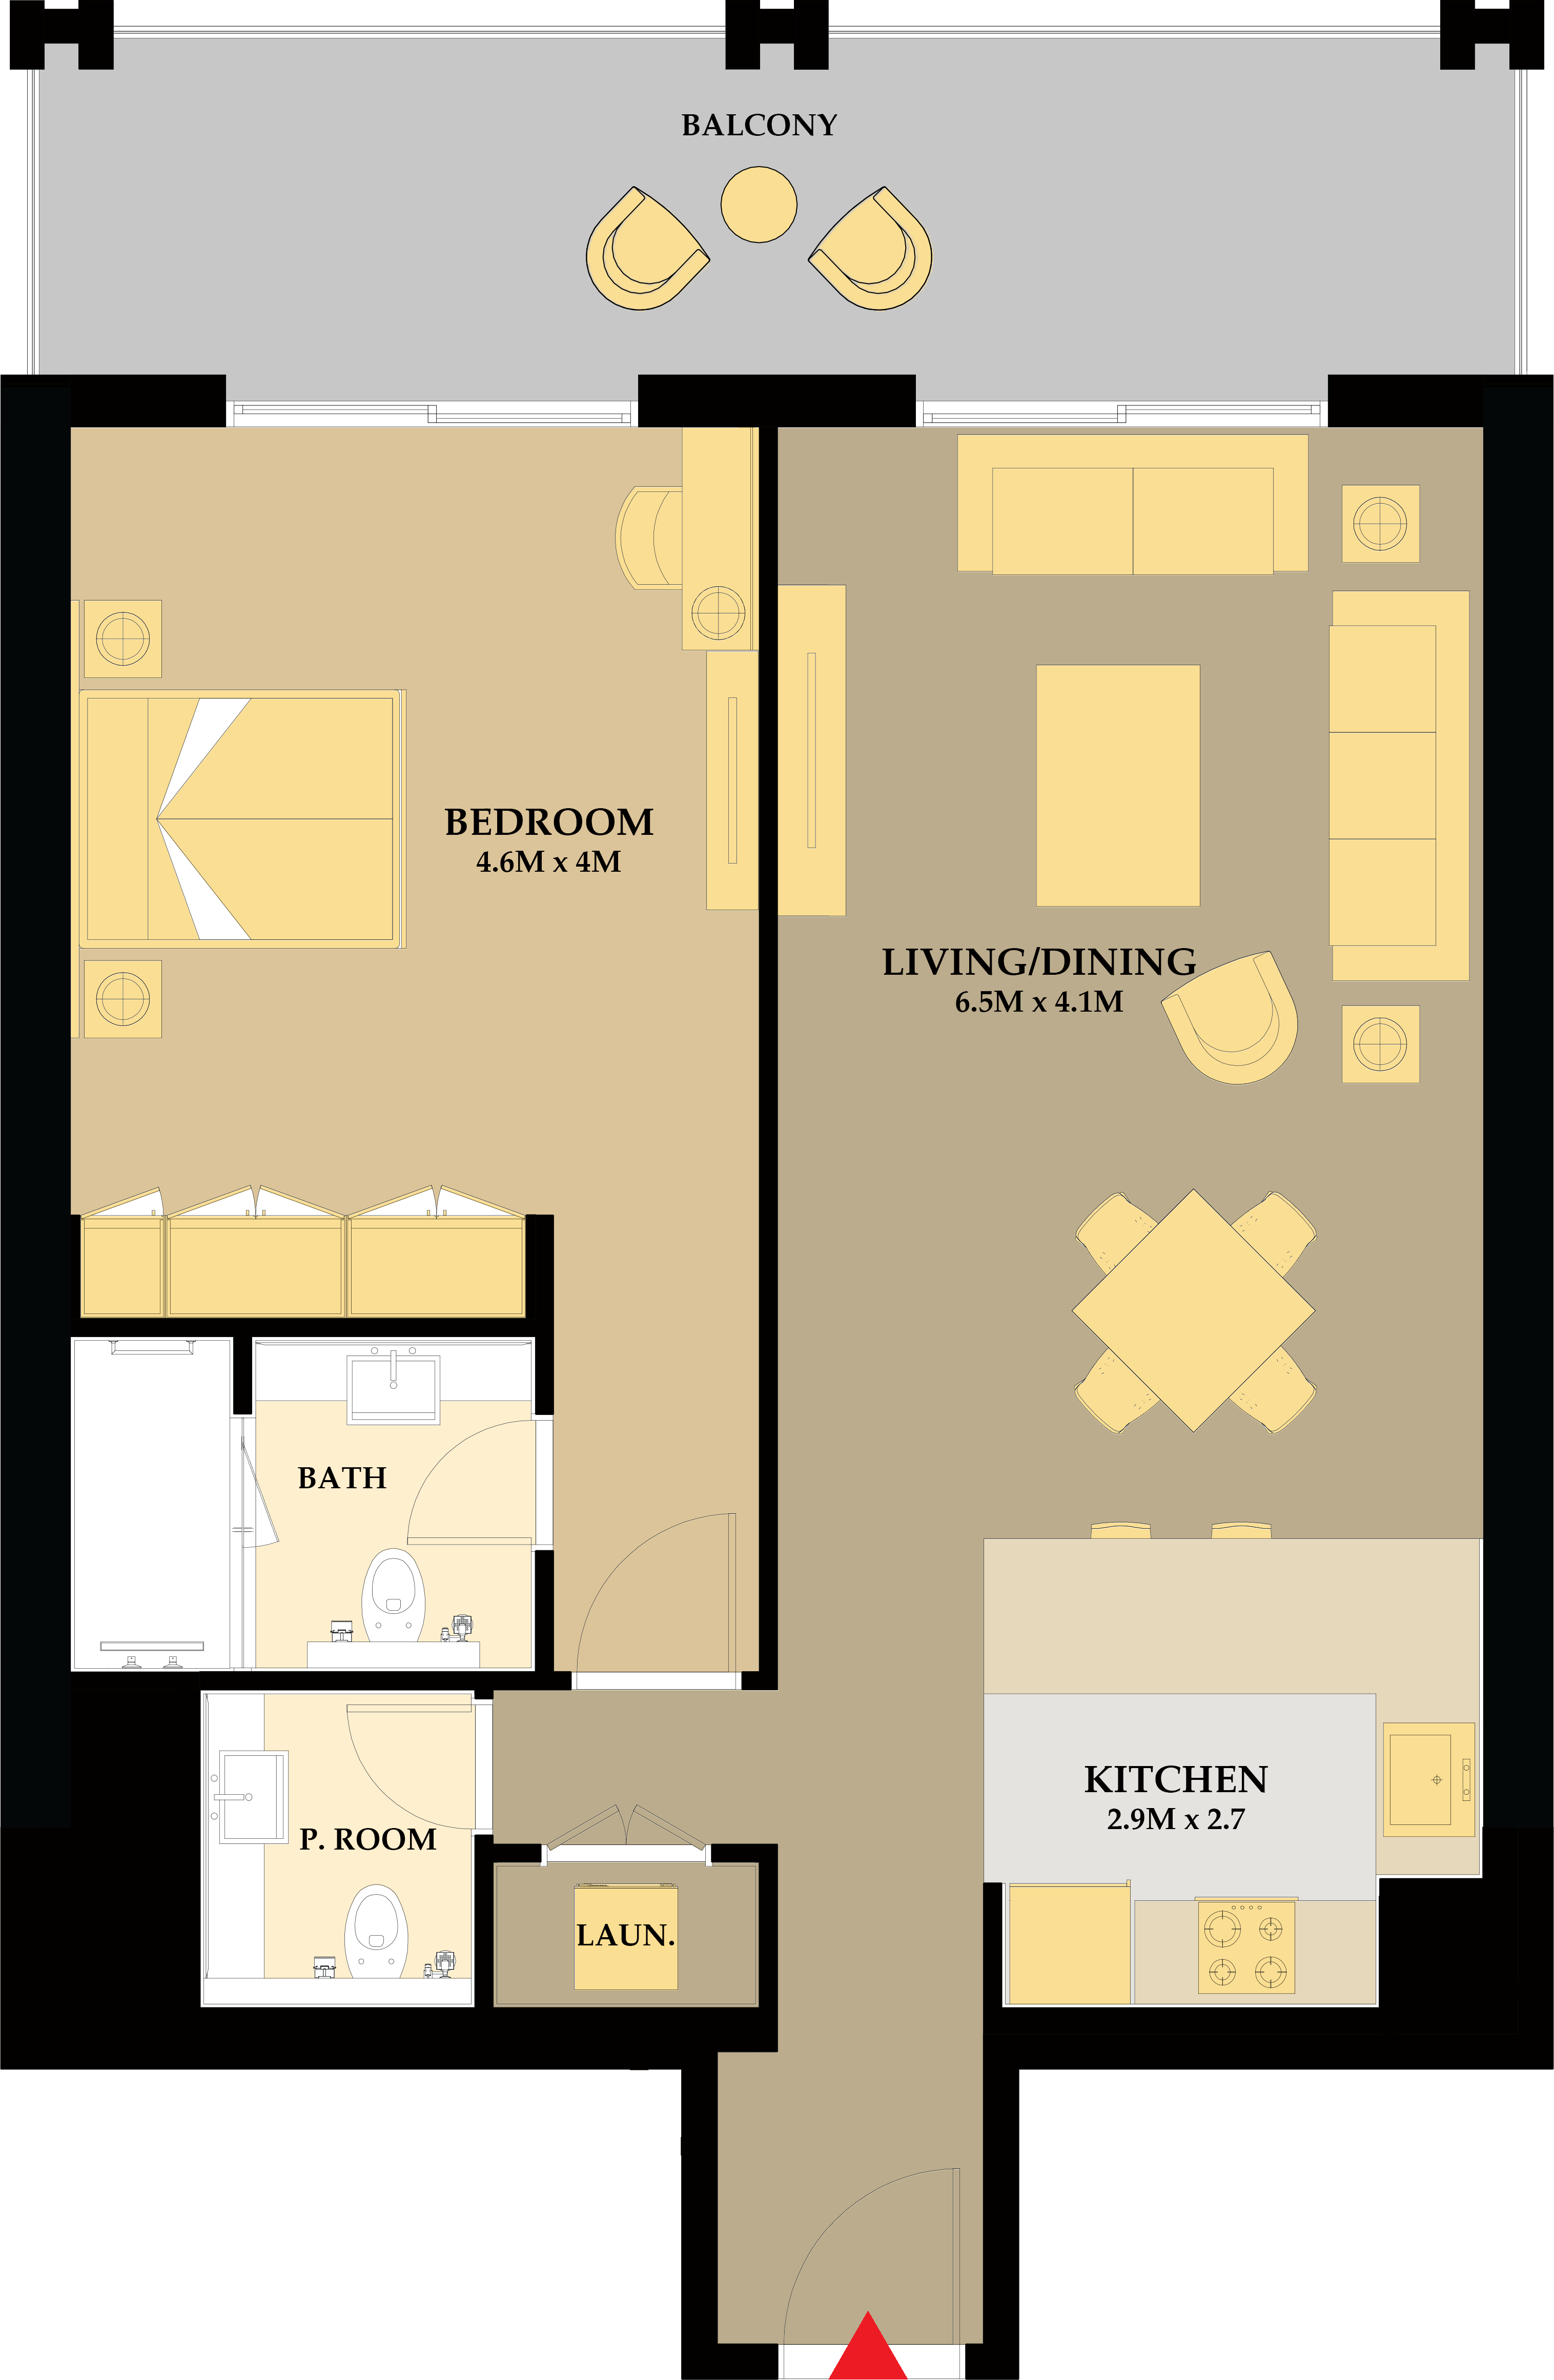 BALCONY
BEDROOM
4.6M x 4M
LIVING/DINING
6.5M x 4.1M
BATH
KITCHEN
2.9M x 2.7
P. ROOM
LAUN.